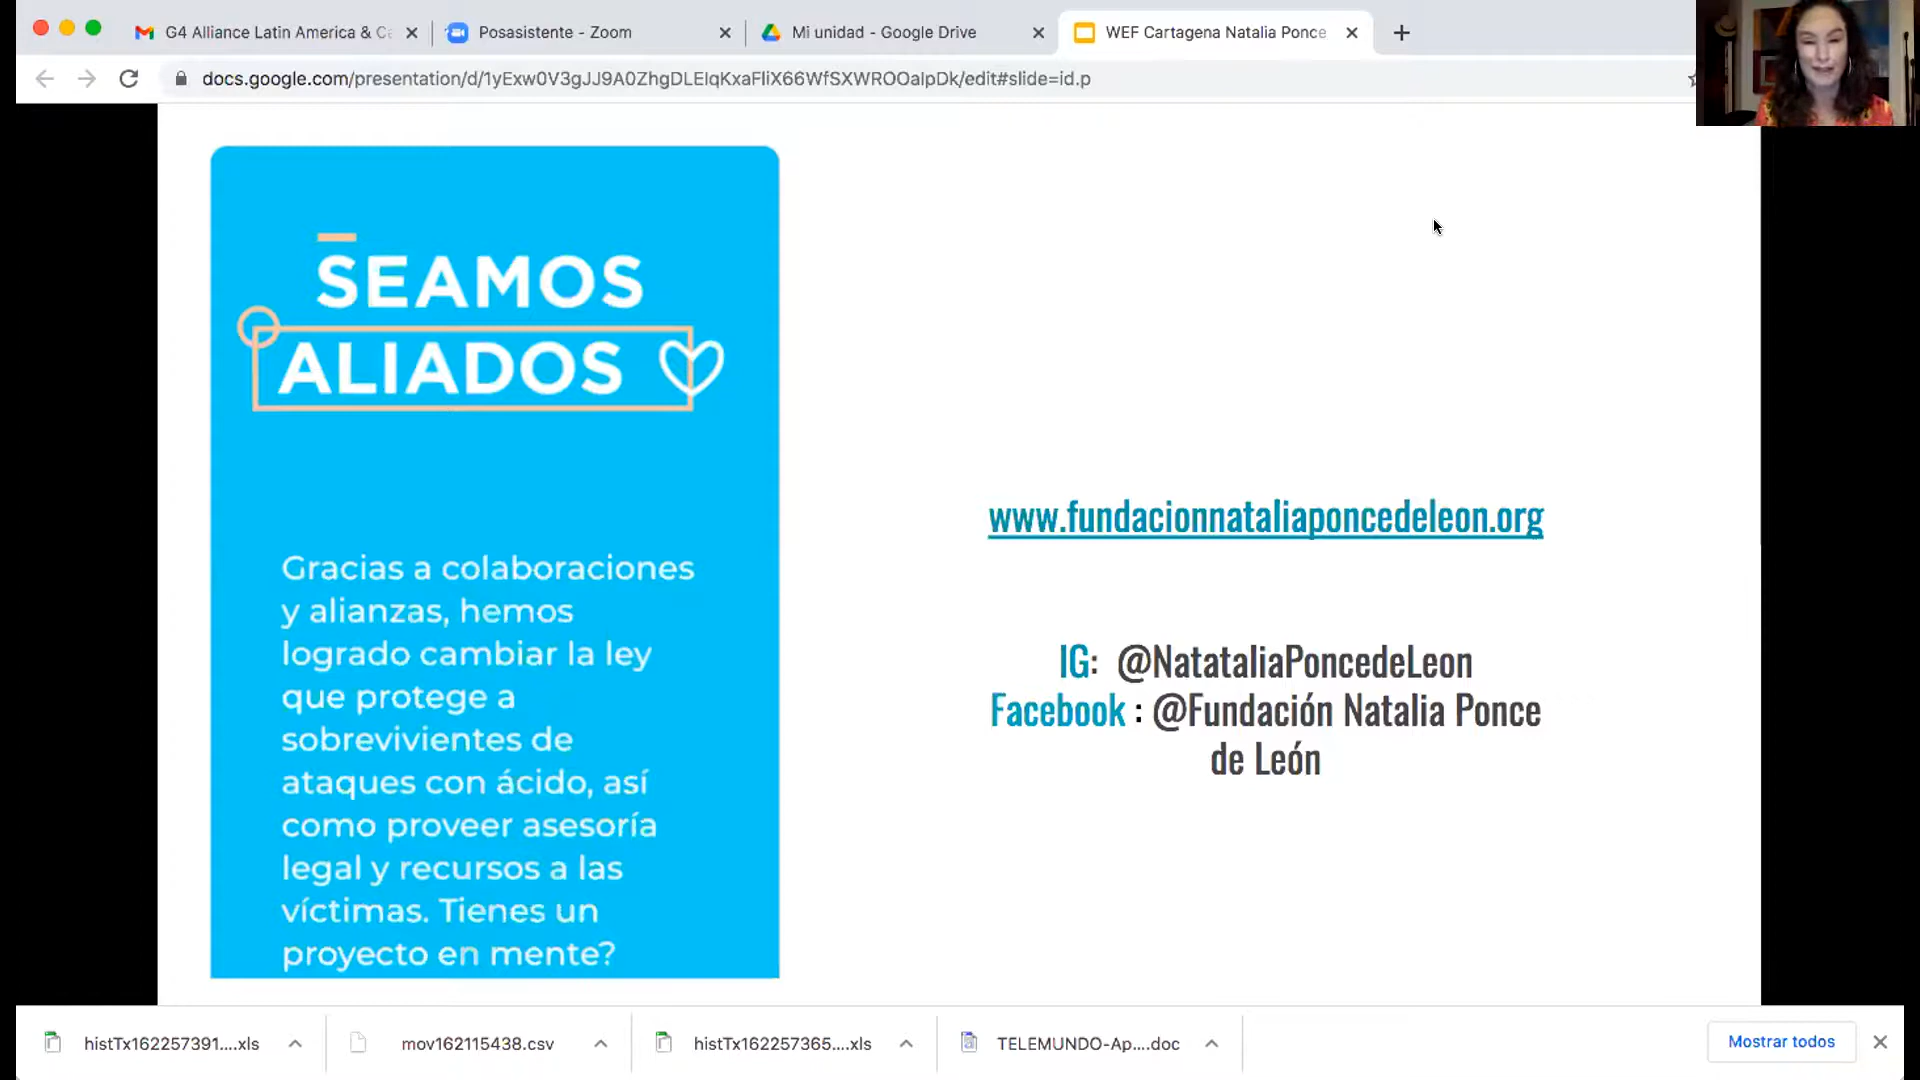 G4 Alliance Latin America & Ca
Posasistente - Zoom
Mi unidad - Google Drive
WEF Cartagena Natalia Ponce
docs.google.com/presentation/d/1yExw0V3gJJ9A0ZhgDLElqKxaFliX66WfSXWROOalpDk/edit#slide=id.p
SEAMOS
ALIADOS
Gracias a colaboraciones
y alianzas, hemos
logrado cambiar la ley
que protege a
sobrevivientes de
ataques con ácido, así
como proveer asesoría
legal y recursos a las
víctimas. Tienes un
proyecto en mente?
www.fundacionnataliaponcedeleon.org
IG: @NatataliaPoncedeLeon
Facebook : @Fundación Natalia Ponce
de León
histTx162257391....xls
mov162115438.csv
histTx162257365....xls
TELEMUNDO-Ap....doc
Mostrar todos